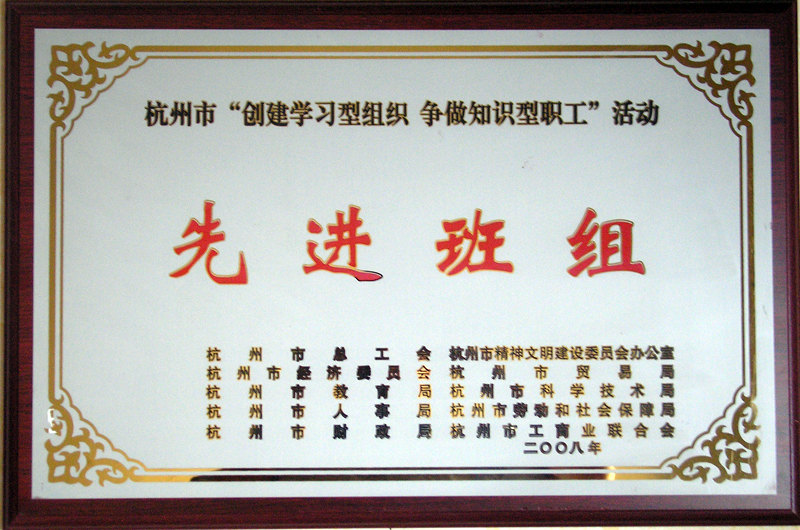 杭州市“创建学习型组织 争做知识型职工”活动
先进班组
杭州市总工会 杭州市精神文明建设委员会办公室
杭州市经济委员会 杭州市贸易局
杭州市教育局 杭州市科学技术局
杭州市人事局 杭州市劳动和社会保障局
杭州市财政局 杭州市工商业联合会
二〇〇八年